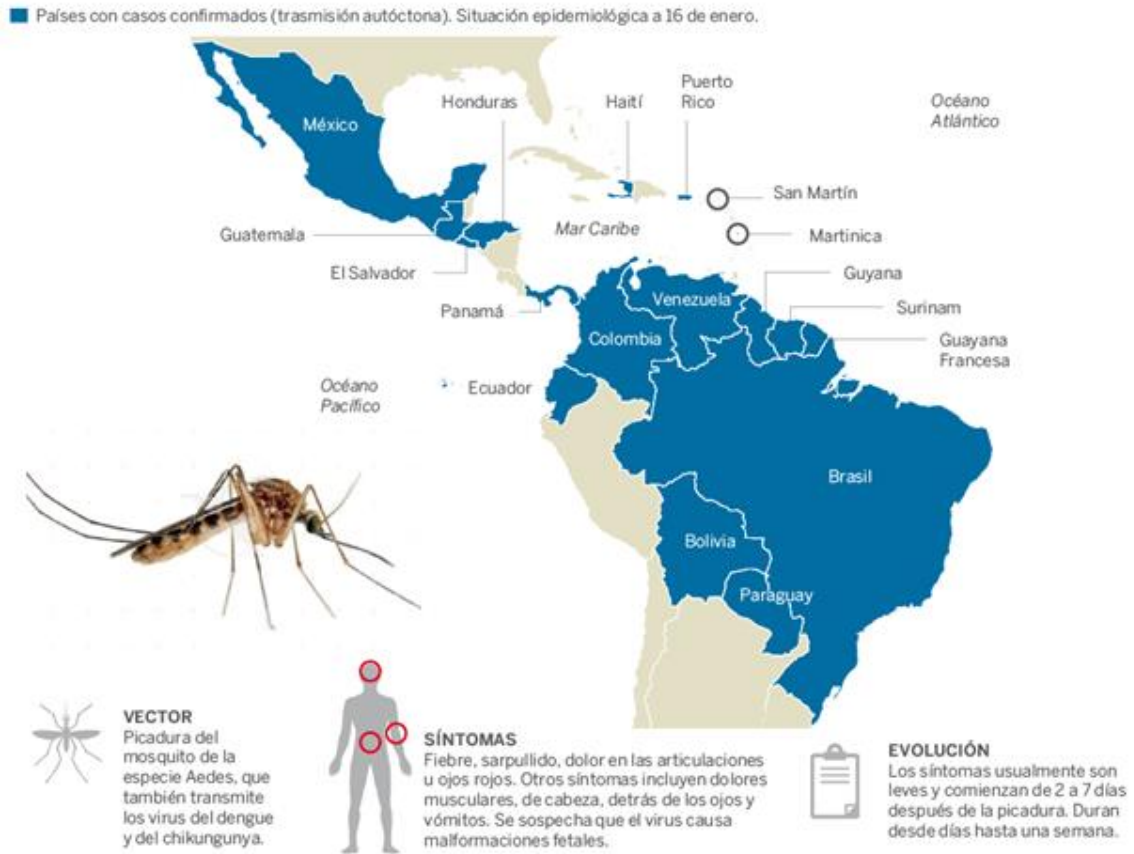 Países con casos confirmados (trasmisión autóctona). Situación epidemiológica a 16 de enero.
México
Honduras
Haití
Puerto
Rico
Océano
Atlántico
San Martín
Guatemala
Mar Caribe
Martinica
El Salvador
Guyana
Venezuela
Panamá
Surinam
Colombia
Guayana
Francesa
Océano
Pacífico
Ecuador
Brasil
Bolivia
Paraguay
VECTOR
Picadura del
mosquito de la
especie Aedes, que
también transmite
los virus del dengue
y del chikungunya.
SÍNTOMAS
Fiebre, sarpullido, dolor en las articulaciones
u ojos rojos. Otros síntomas incluyen dolores
musculares, de cabeza, detrás de los ojos y
vómitos. Se sospecha que el virus causa
malformaciones fetales.
EVOLUCIÓN
Los síntomas usualmente son
leves y comienzan de 2 a 7 días
después de la picadura. Duran
desde días hasta una semana.